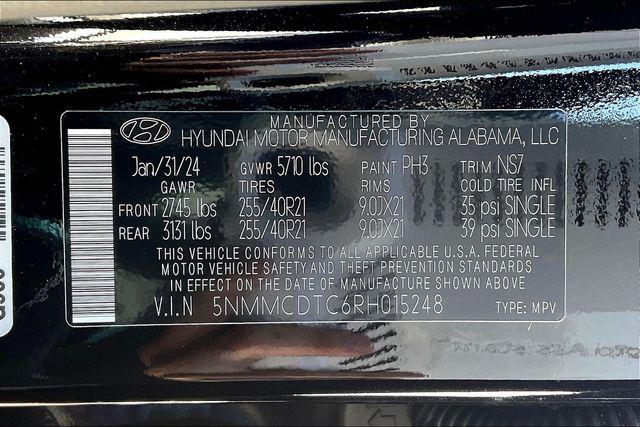 MANUFACTURED BY
HYUNDAI MOTOR MANUFACTURING ALABAMA, LLC
Jan/31/24 GVWR 5710 lbs PAINT PH3 TRIM NS7
GAWR TIRES RIMS COLD TIRE INFL
FRONT 2745 lbs 255/40R21 9.0JX21 35 psi SINGLE
REAR 3131 lbs 255/40R21 9.0JX21 39 psi SINGLE
THIS VEHICLE CONFORMS TO ALL APPLICABLE U.S.A. FEDERAL
MOTOR VEHICLE SAFETY AND THEFT PREVENTION STANDARDS
IN EFFECT ON THE DATE OF MANUFACTURE SHOWN ABOVE
V.I.N 5NMMCDTC6RH015248 TYPE: MPV